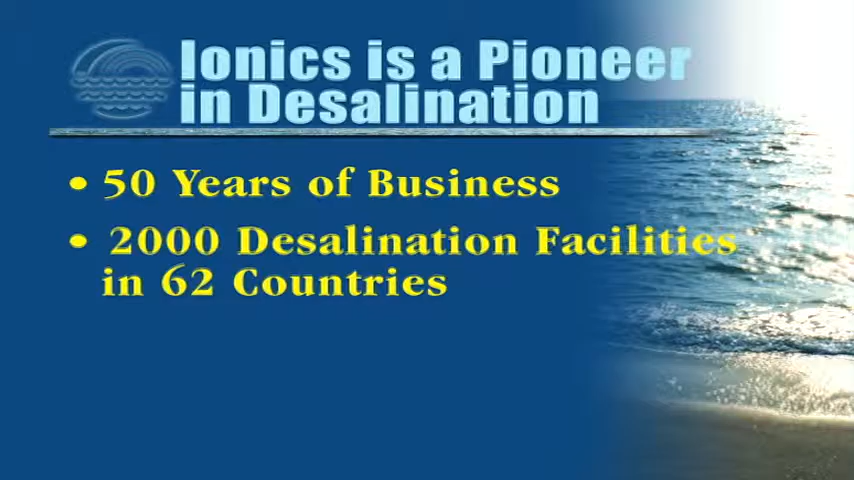 Ionics is a Pioneer
in Desalination
• 50 Years of Business
• 2000 Desalination Facilities
in 62 Countries